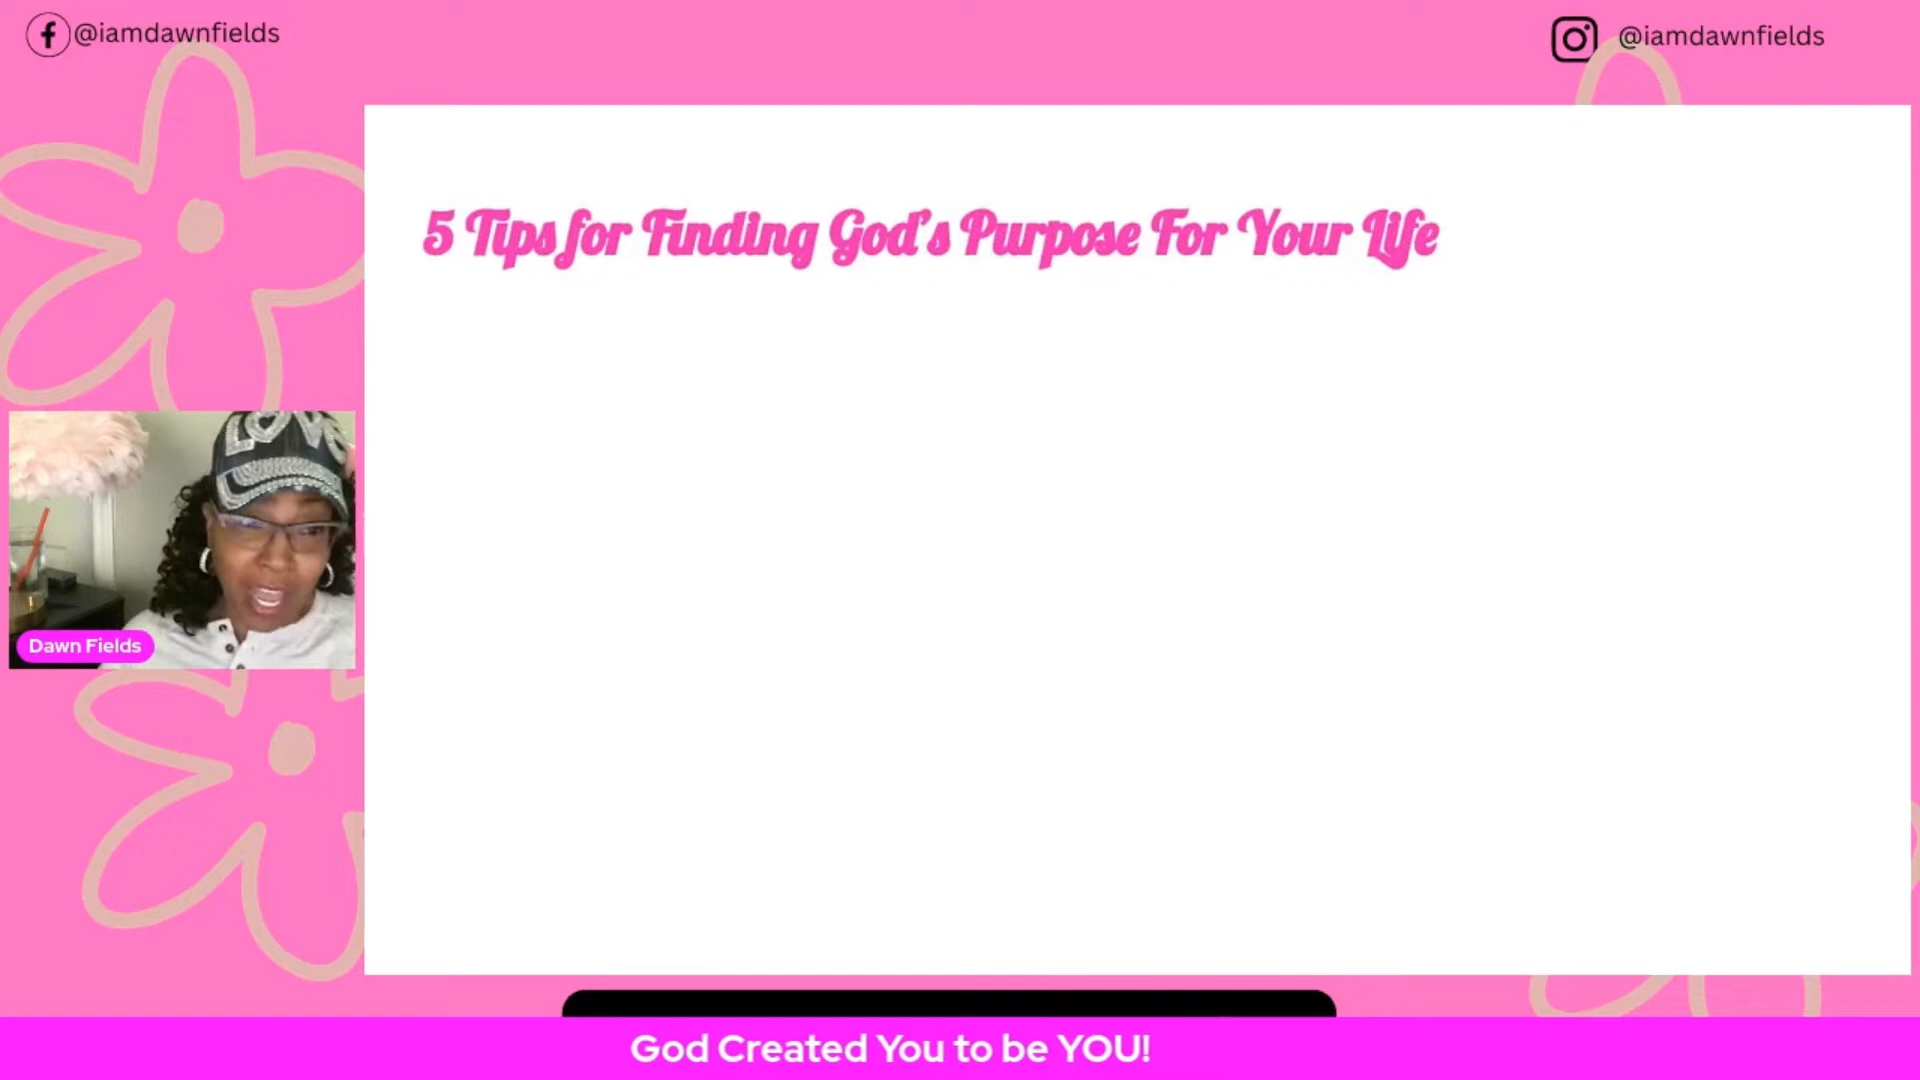 @iamdawnfields
@iamdawnfields
5 Tips for Finding God's Purpose For Your Life
LOVE
Dawn Fields
God Created You to be YOU!